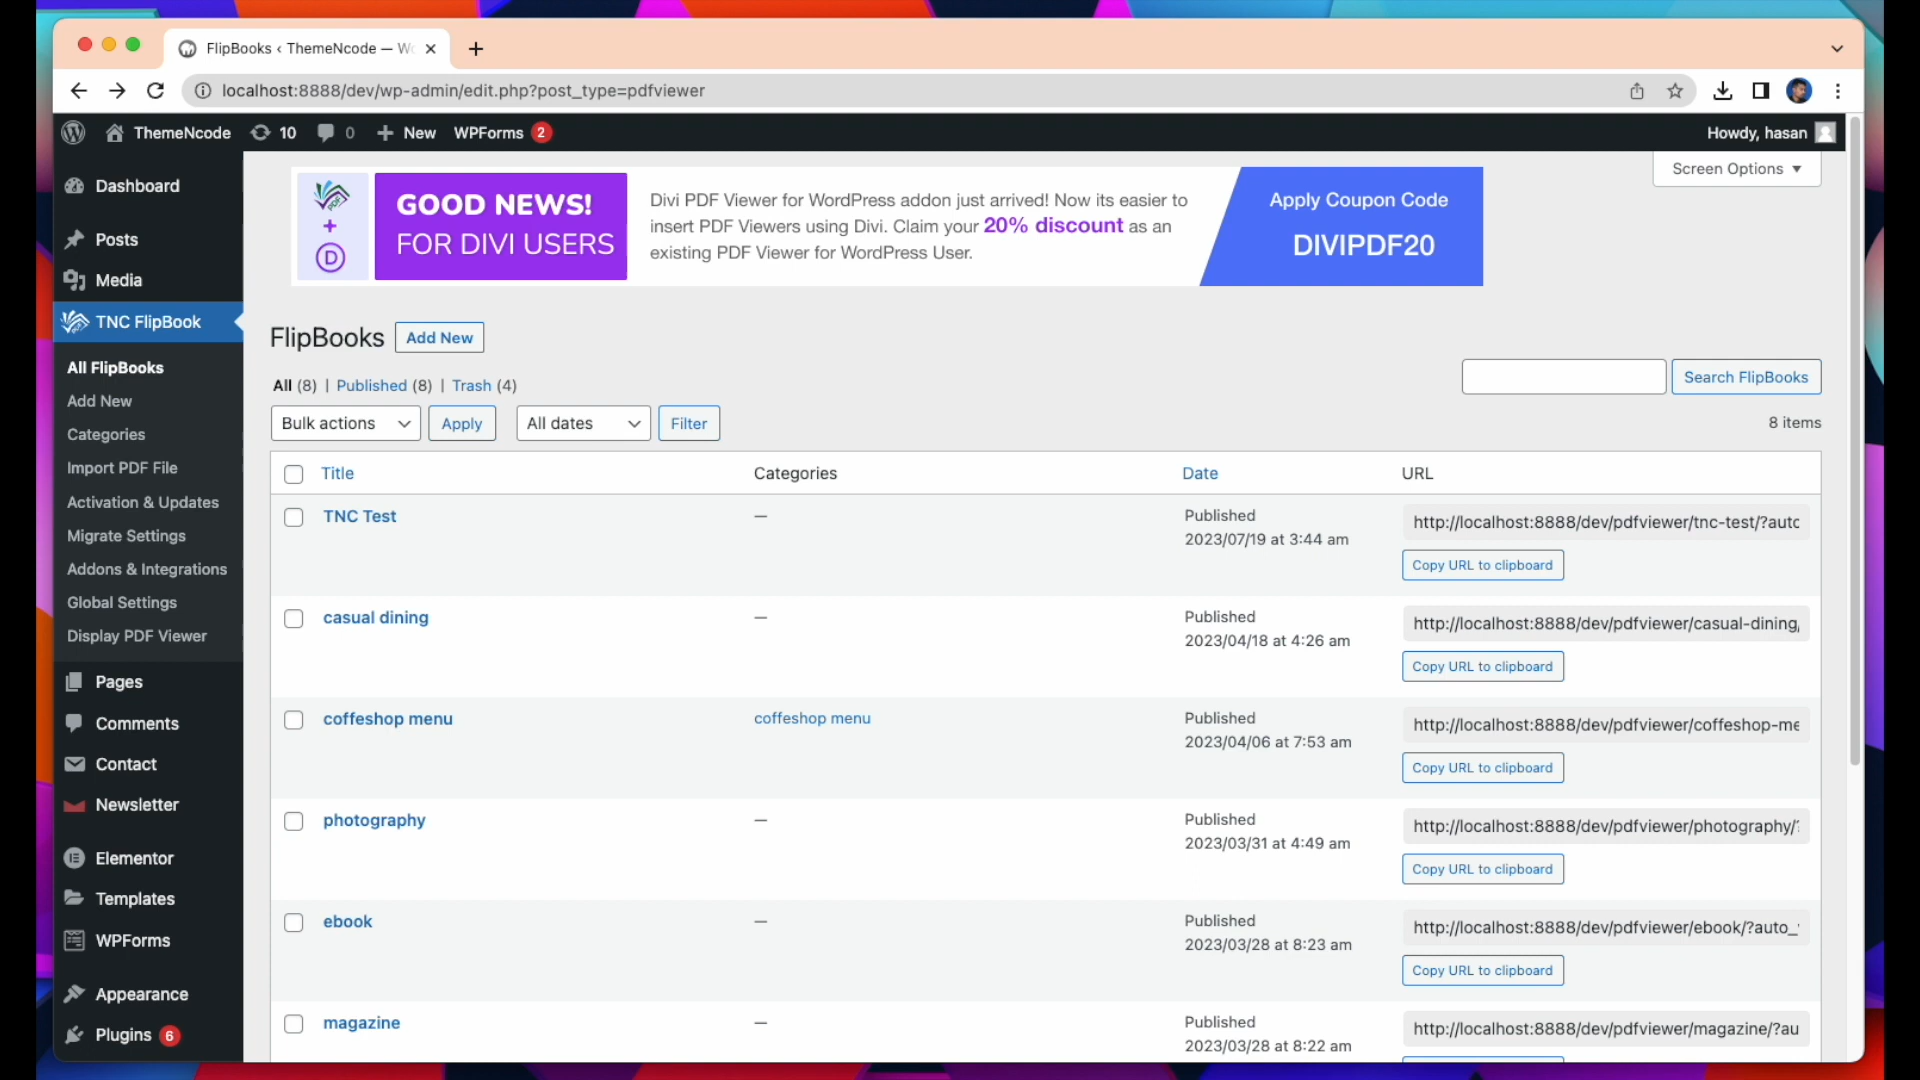 FlipBooks ‹ ThemeNcode — Wo
localhost:8888/dev/wp-admin/edit.php?post_type=pdfviewer
ThemeNcode 10 0 New WPForms 2 Howdy, hasan
Screen Options
Dashboard
Posts
Media
TNC FlipBook
All FlipBooks
Add New
Categories
Import PDF File
Activation & Updates
Migrate Settings
Addons & Integrations
Global Settings
Display PDF Viewer
Pages
Comments
Contact
Newsletter
Elementor
Templates
WPForms
Appearance
Plugins 6
PDF
+
D
GOOD NEWS!
FOR DIVI USERS
Divi PDF Viewer for WordPress addon just arrived! Now its easier to
insert PDF Viewers using Divi. Claim your 20% discount as an
existing PDF Viewer for WordPress User.
Apply Coupon Code
DIVIPDF20
FlipBooks Add New
All (8) | Published (8) | Trash (4)
Search FlipBooks
Bulk actions Apply All dates Filter 8 items
Title Categories Date URL
TNC Test — Published http://localhost:8888/dev/pdfviewer/tnc-test/?auto
2023/07/19 at 3:44 am
Copy URL to clipboard
casual dining — Published http://localhost:8888/dev/pdfviewer/casual-dining/
2023/04/18 at 4:26 am
Copy URL to clipboard
coffeshop menu coffeshop menu Published http://localhost:8888/dev/pdfviewer/coffeshop-me
2023/04/06 at 7:53 am
Copy URL to clipboard
photography — Published http://localhost:8888/dev/pdfviewer/photography/?
2023/03/31 at 4:49 am
Copy URL to clipboard
ebook — Published http://localhost:8888/dev/pdfviewer/ebook/?auto_
2023/03/28 at 8:23 am
Copy URL to clipboard
magazine — Published http://localhost:8888/dev/pdfviewer/magazine/?au
2023/03/28 at 8:22 am